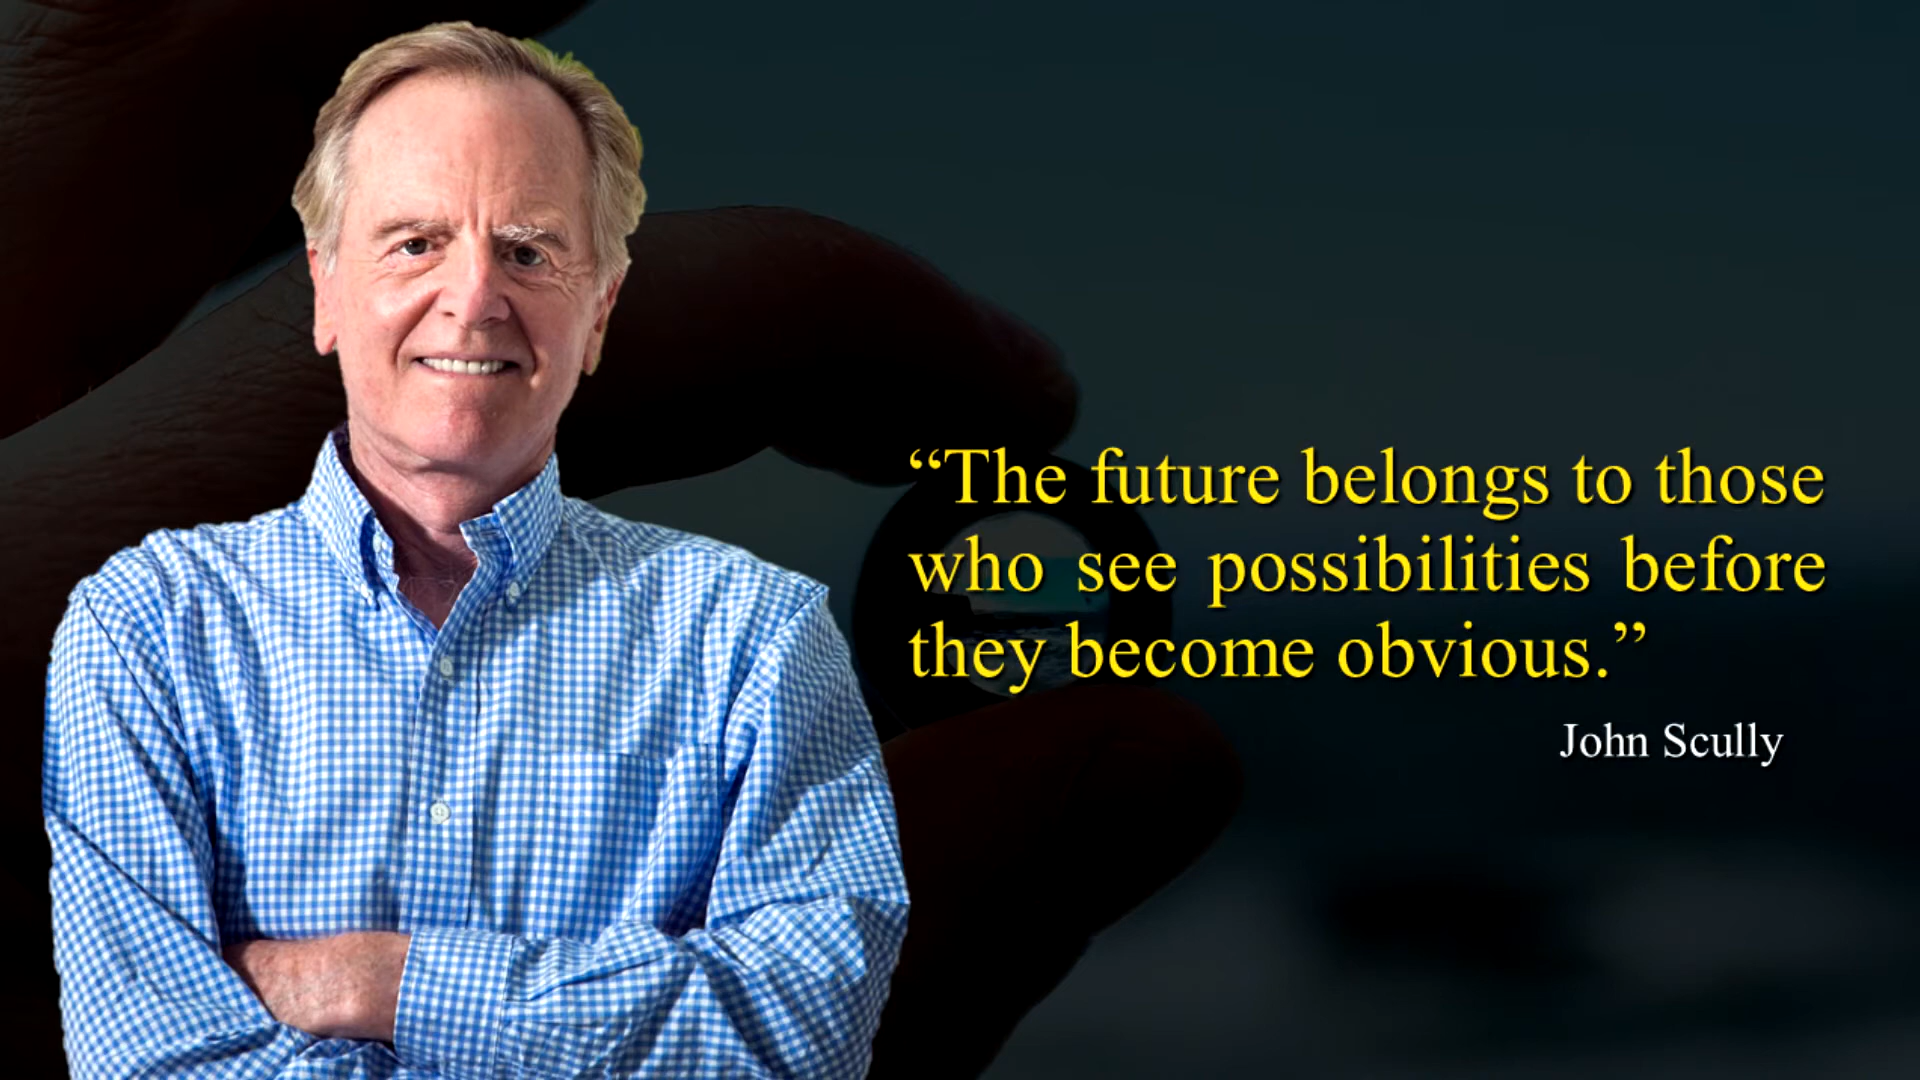 “The future belongs to those
who see possibilities before
they become obvious.”
John Scully